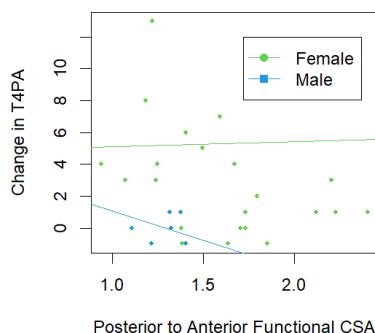 Change in T4PA
10
8
6
4
2
0
Female
Male
1.0 1.5 2.0
Posterior to Anterior Functional CSA